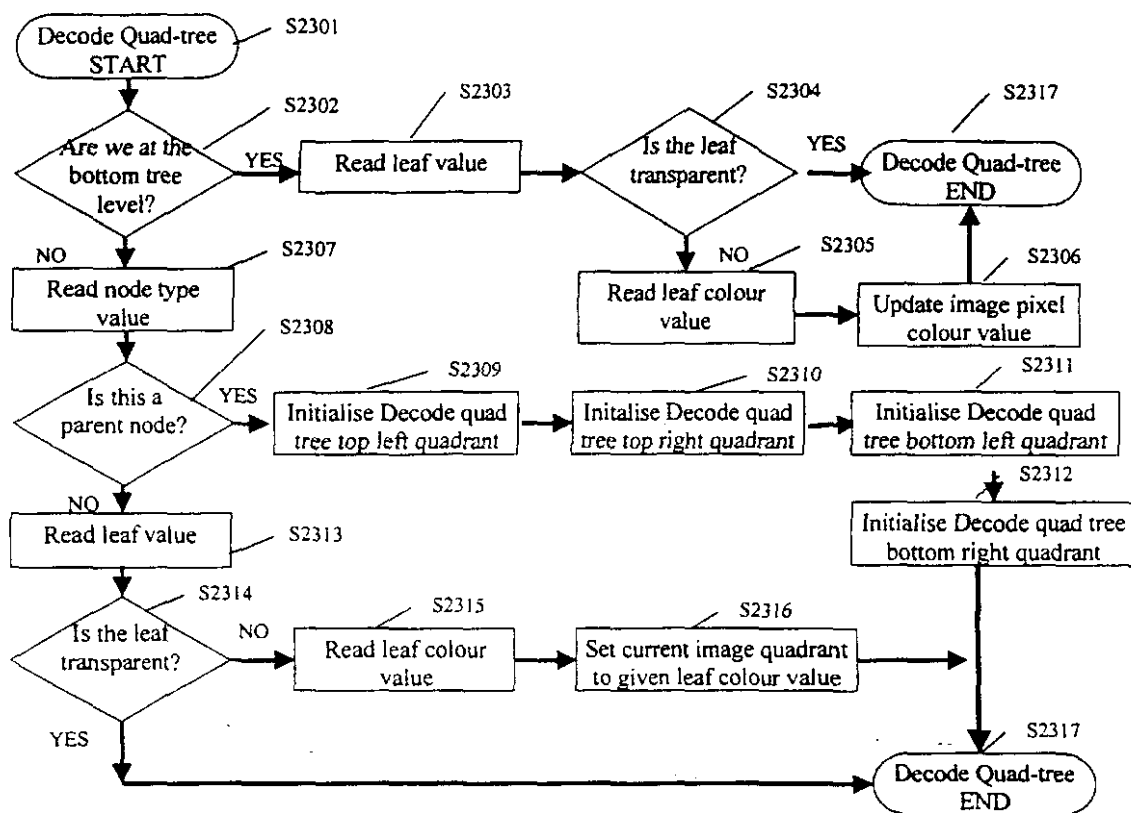 Decode Quad-tree
START
S2301
S2302
S2303
S2304
S2317
Are we at the
bottom tree
level?
YES
Read leaf value
Is the leaf
transparent?
YES
Decode Quad-tree
END
NO
S2307
NO
S2305
S2306
Read node type
value
Read leaf colour
value
Update image pixel
colour value
S2308
S2309
S2310
S2311
Is this a
parent node?
YES
Initialise Decode quad
tree top left quadrant
Initalise Decode quad
tree top right quadrant
Initialise Decode quad
tree bottom left quadrant
S2312
NO
Read leaf value
S2313
Initialise Decode quad tree
bottom right quadrant
S2314
S2315
S2316
Is the leaf
transparent?
NO
Read leaf colour
value
Set current image quadrant
to given leaf colour value
YES
S2317
Decode Quad-tree
END